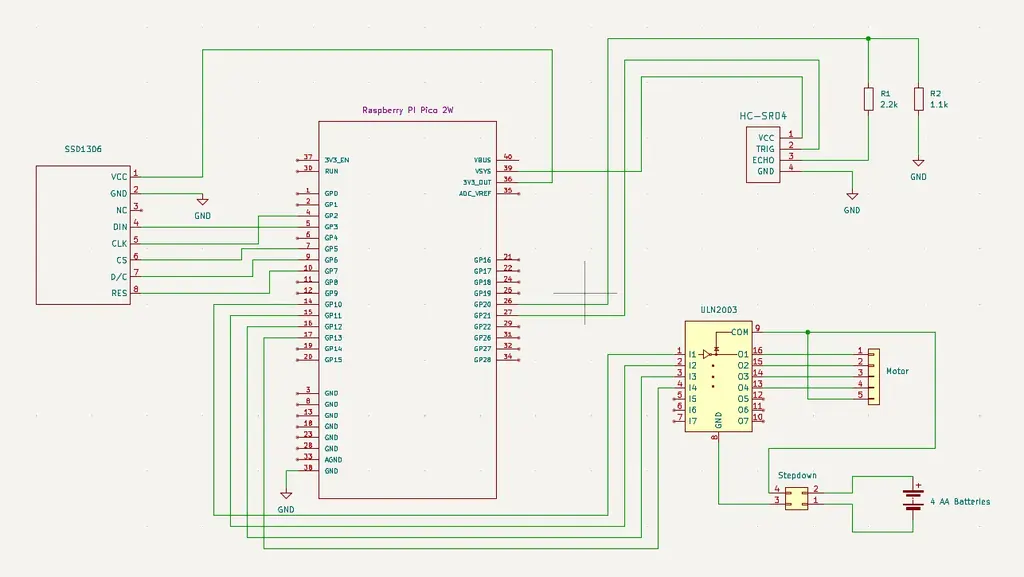 Raspberry Pi Pico 2W
SSD1306
VCC 1
GND 2
NC 3
DIN 4
CLK 5
CS 6
D/C 7
RES 8
GND
37 3V3_EN
30 RUN
1 GP0
2 GP1
4 GP2
5 GP3
6 GP4
7 GP5
9 GP6
10 GP7
11 GP8
12 GP9
14 GP10
15 GP11
16 GP12
17 GP13
19 GP14
20 GP15
3 GND
8 GND
13 GND
18 GND
23 GND
28 GND
33 AGND
38 GND
GND
VBUS 40
VSYS 39
3V3_OUT 36
ADC_VREF 35
GP16 21
GP17 22
GP18 24
GP19 25
GP20 26
GP21 27
GP22 29
GP26 31
GP27 32
GP28 34
HC-SR04
VCC 1
TRIG 2
ECHO 3
GND 4
GND
R1
2.2k
R2
1.1k
GND
ULN2003
COM 9
1 I1 O1 16
2 I2 O2 15
3 I3 O3 14
4 I4 O4 13
5 I5 O5 12
6 I6 O6 11
7 I7 O7 10
GND
8
1
2
3
4
5
Motor
Stepdown
4 2
3 1
+
4 AA Batteries